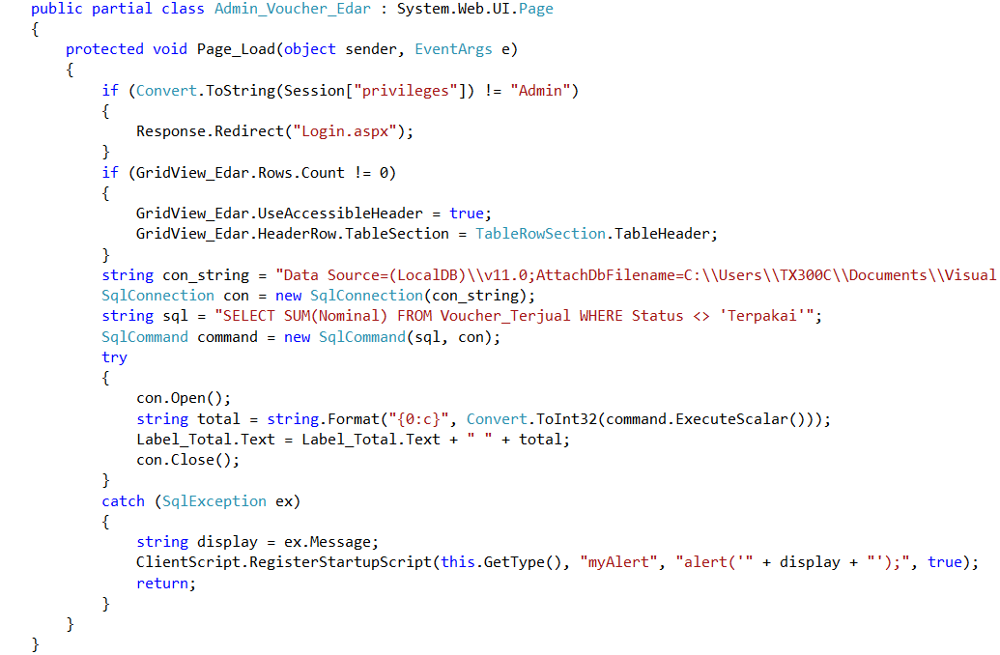 public partial class Admin_Voucher_Edar : System.Web.UI.Page
{
    protected void Page_Load(object sender, EventArgs e)
    {
        if (Convert.ToString(Session["privileges"]) != "Admin")
        {
            Response.Redirect("Login.aspx");
        }
        if (GridView_Edar.Rows.Count != 0)
        {
            GridView_Edar.UseAccessibleHeader = true;
            GridView_Edar.HeaderRow.TableSection = TableRowSection.TableHeader;
        }
        string con_string = "Data Source=(LocalDB)\\v11.0;AttachDbFilename=C:\\Users\\TX300C\\Documents\\Visual
        SqlConnection con = new SqlConnection(con_string);
        string sql = "SELECT SUM(Nominal) FROM Voucher_Terjual WHERE Status <> 'Terpakai'";
        SqlCommand command = new SqlCommand(sql, con);
        try
        {
            con.Open();
            string total = string.Format("{0:c}", Convert.ToInt32(command.ExecuteScalar()));
            Label_Total.Text = Label_Total.Text + " " + total;
            con.Close();
        }
        catch (SqlException ex)
        {
            string display = ex.Message;
            ClientScript.RegisterStartupScript(this.GetType(), "myAlert", "alert('" + display + "');", true);
            return;
        }
    }
}